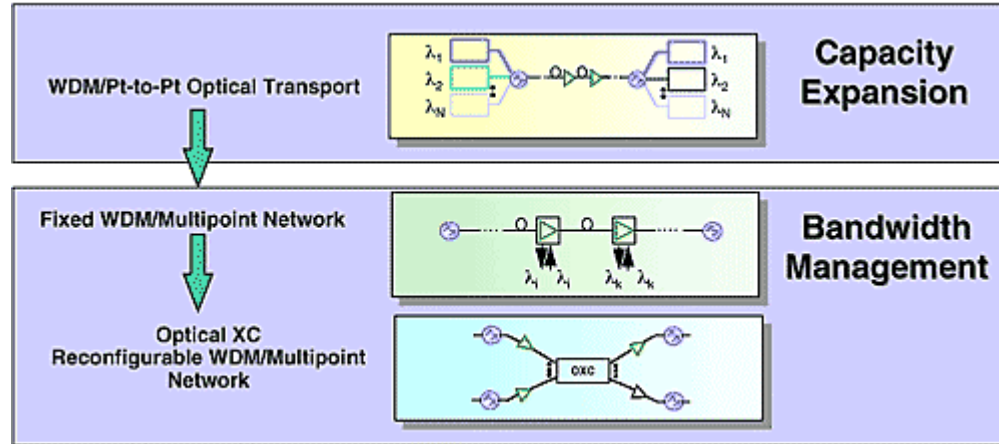 λ1
λ2
λN
λ1
λ2
λN
Capacity
Expansion
WDM/Pt-to-Pt Optical Transport
Fixed WDM/Multipoint Network
λi λi λk λk
Bandwidth
Management
Optical XC
Reconfigurable WDM/Multipoint
Network
OXC